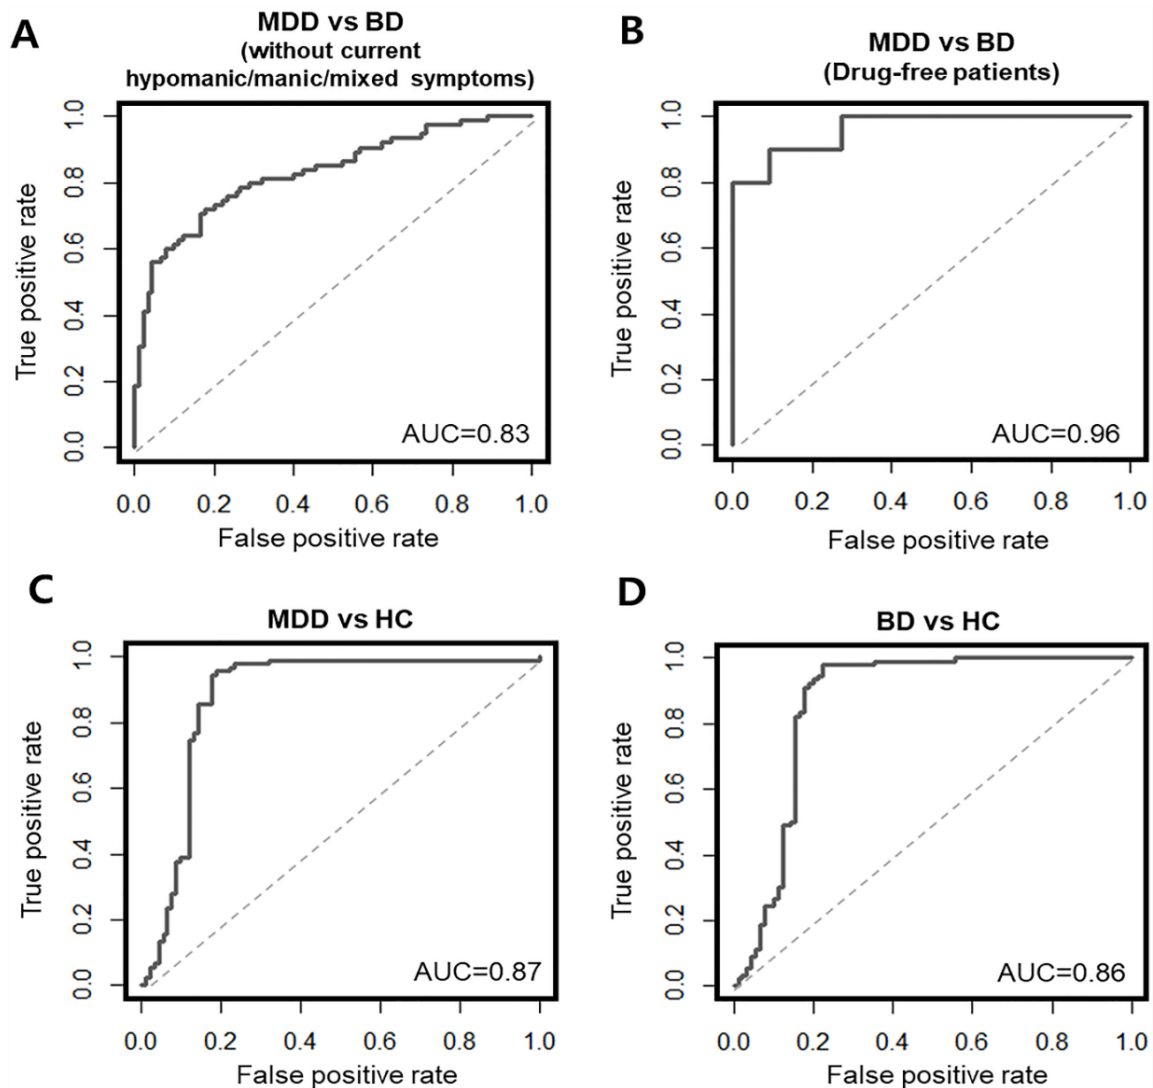 A
MDD vs BD
(without current
hypomanic/manic/mixed symptoms)
True positive rate
1.0
0.8
0.6
0.4
0.2
0.0
AUC=0.83
0.0 0.2 0.4 0.6 0.8 1.0
False positive rate
B
MDD vs BD
(Drug-free patients)
True positive rate
1.0
0.8
0.6
0.4
0.2
0.0
AUC=0.96
0.0 0.2 0.4 0.6 0.8 1.0
False positive rate
C
MDD vs HC
True positive rate
1.0
0.8
0.6
0.4
0.2
0.0
AUC=0.87
0.0 0.2 0.4 0.6 0.8 1.0
False positive rate
D
BD vs HC
True positive rate
1.0
0.8
0.6
0.4
0.2
0.0
AUC=0.86
0.0 0.2 0.4 0.6 0.8 1.0
False positive rate